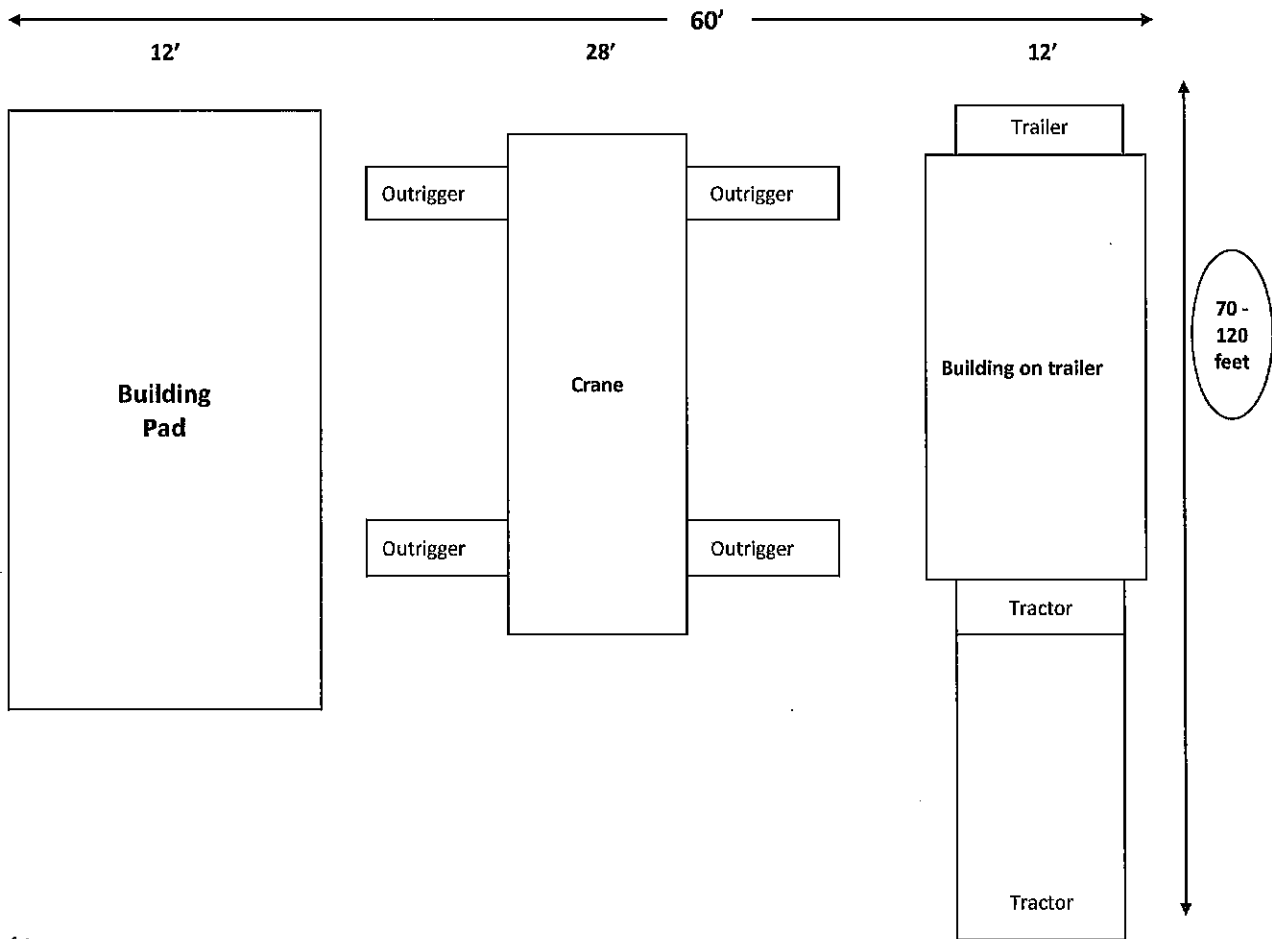 60'
12'
28'
12'
Trailer
Outrigger
Outrigger
70 -
120
feet
Building on trailer
Crane
Building
Pad
Outrigger
Outrigger
Tractor
Tractor